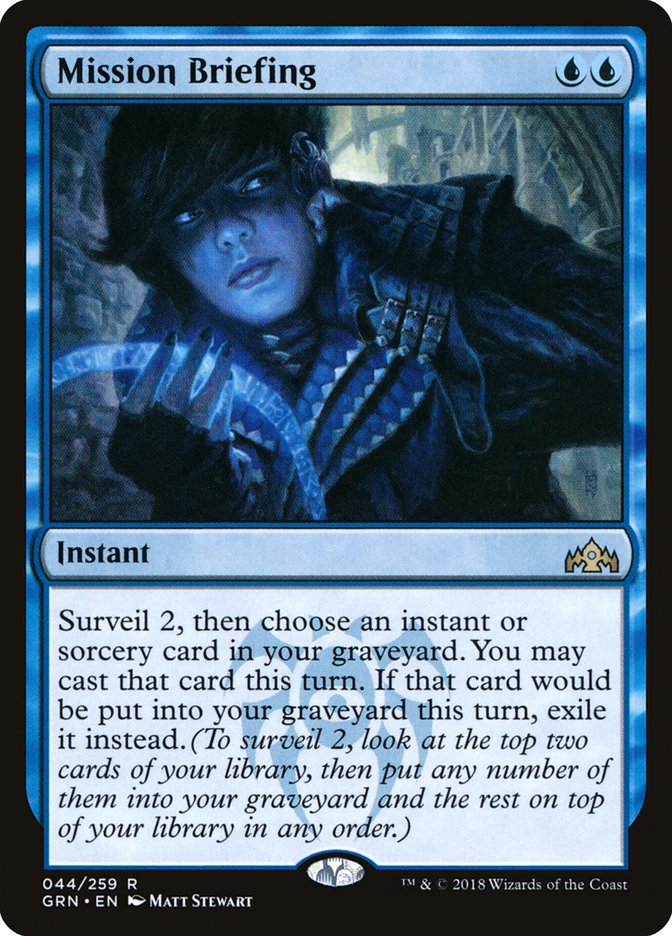 Mission Briefing
Instant
Surveil 2, then choose an instant or
sorcery card in your graveyard. You may
cast that card this turn. If that card would
be put into your graveyard this turn, exile
it instead. (To surveil 2, look at the top two
cards of your library, then put any number of
them into your graveyard and the rest on top
of your library in any order.)
044/259 R
™ & © 2018 Wizards of the Coast
GRN • EN Matt Stewart